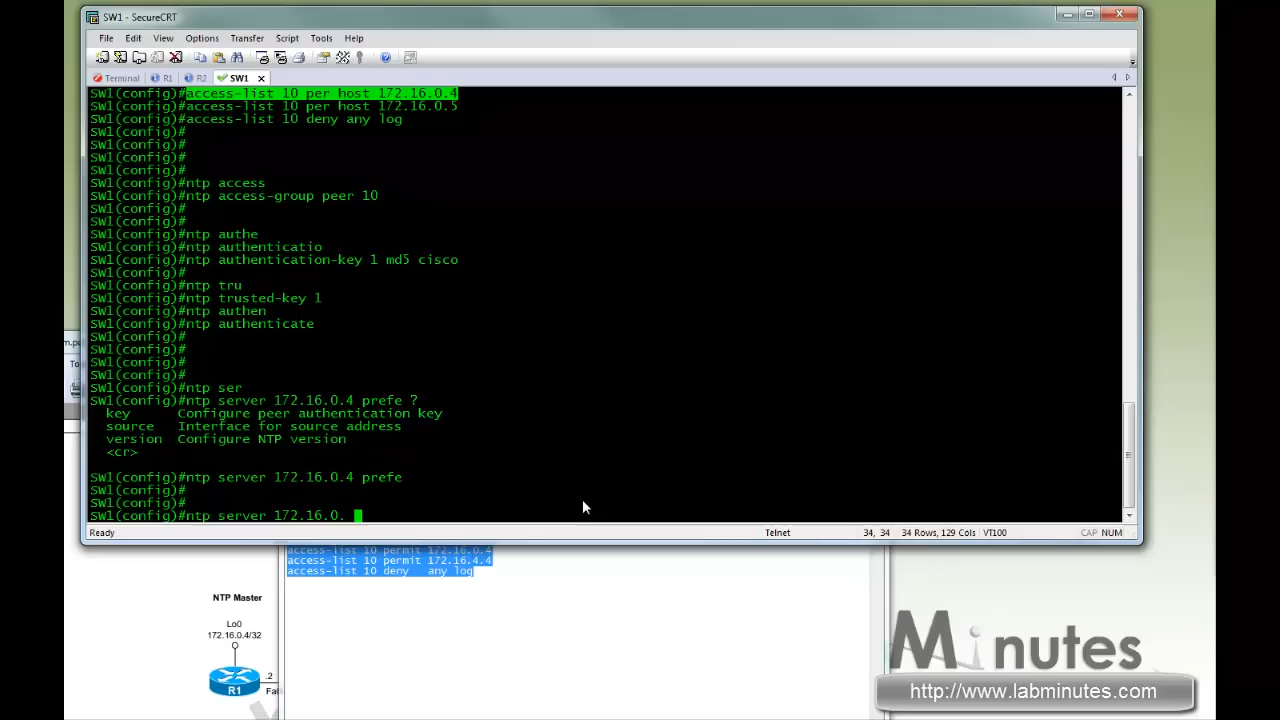 SW1 - SecureCRT
File Edit View Options Transfer Script Tools Help
Terminal R1 R2 SW1
SW1(config)#access-list 10 per host 172.16.0.4
SW1(config)#access-list 10 per host 172.16.0.5
SW1(config)#access-list 10 deny any log
SW1(config)#
SW1(config)#
SW1(config)#
SW1(config)#
SW1(config)#ntp access
SW1(config)#ntp access-group peer 10
SW1(config)#
SW1(config)#
SW1(config)#ntp authe
SW1(config)#ntp authenticatio
SW1(config)#ntp authentication-key 1 md5 cisco
SW1(config)#
SW1(config)#ntp tru
SW1(config)#ntp trusted-key 1
SW1(config)#ntp authen
SW1(config)#ntp authenticate
SW1(config)#
SW1(config)#
SW1(config)#
SW1(config)#
SW1(config)#ntp ser
SW1(config)#ntp server 172.16.0.4 prefe ?
key Configure peer authentication key
source Interface for source address
version Configure NTP version
<cr>
SW1(config)#ntp server 172.16.0.4 prefe
SW1(config)#
SW1(config)#
SW1(config)#ntp server 172.16.0.
Ready Telnet 34, 34 34 Rows, 129 Cols VT100 CAP NUM
m.pa
To
access-list 10 permit 172.16.0.4
access-list 10 permit 172.16.4.4
access-list 10 deny any log
NTP Master
Lo0
172.16.0.4/32
R1
.2
Fa
Minutes
http://www.labminutes.com